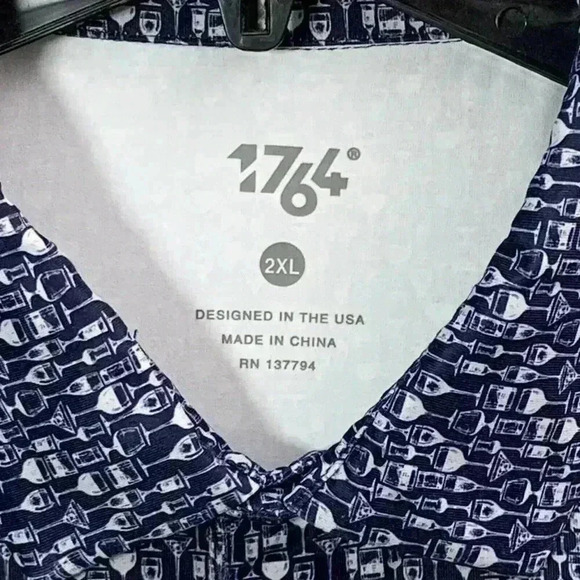 1764®
2XL
DESIGNED IN THE USA
MADE IN CHINA
RN 137794